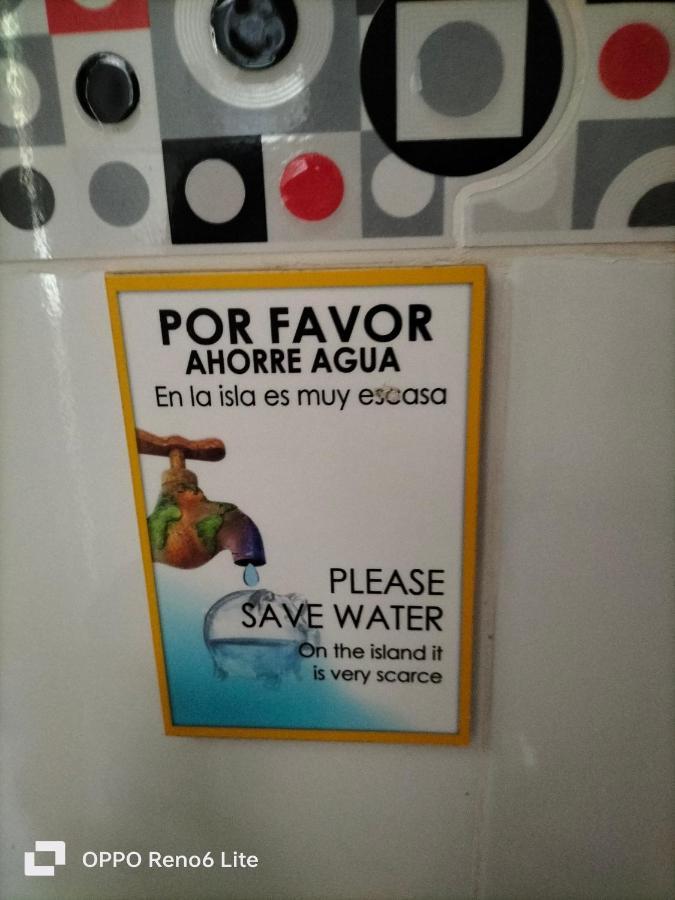 POR FAVOR
AHORRE AGUA
En la isla es muy escasa
PLEASE
SAVE WATER
On the island it
is very scarce
OPPO Reno6 Lite